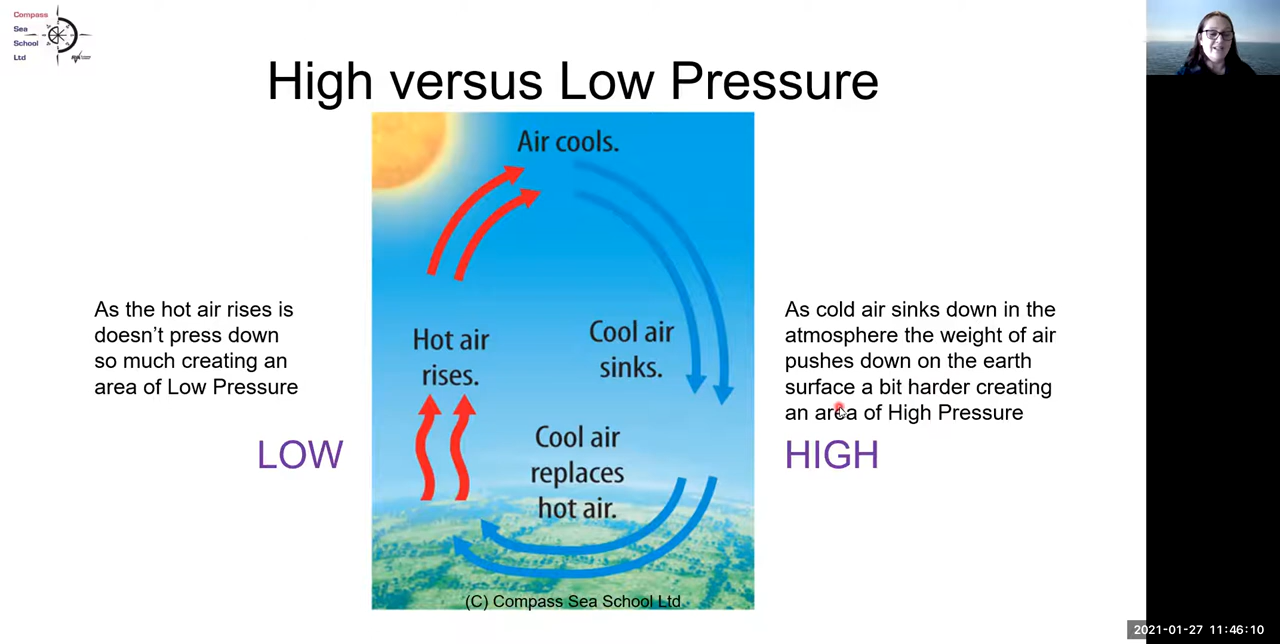 Compass
Sea
School
Ltd
High versus Low Pressure
Air cools.
As the hot air rises is
doesn't press down
so much creating an
area of Low Pressure
LOW
Hot air
rises.
Cool air
sinks.
Cool air
replaces
hot air.
As cold air sinks down in the
atmosphere the weight of air
pushes down on the earth
surface a bit harder creating
an area of High Pressure
HIGH
(C) Compass Sea School Ltd
2021-01-27 11:46:10